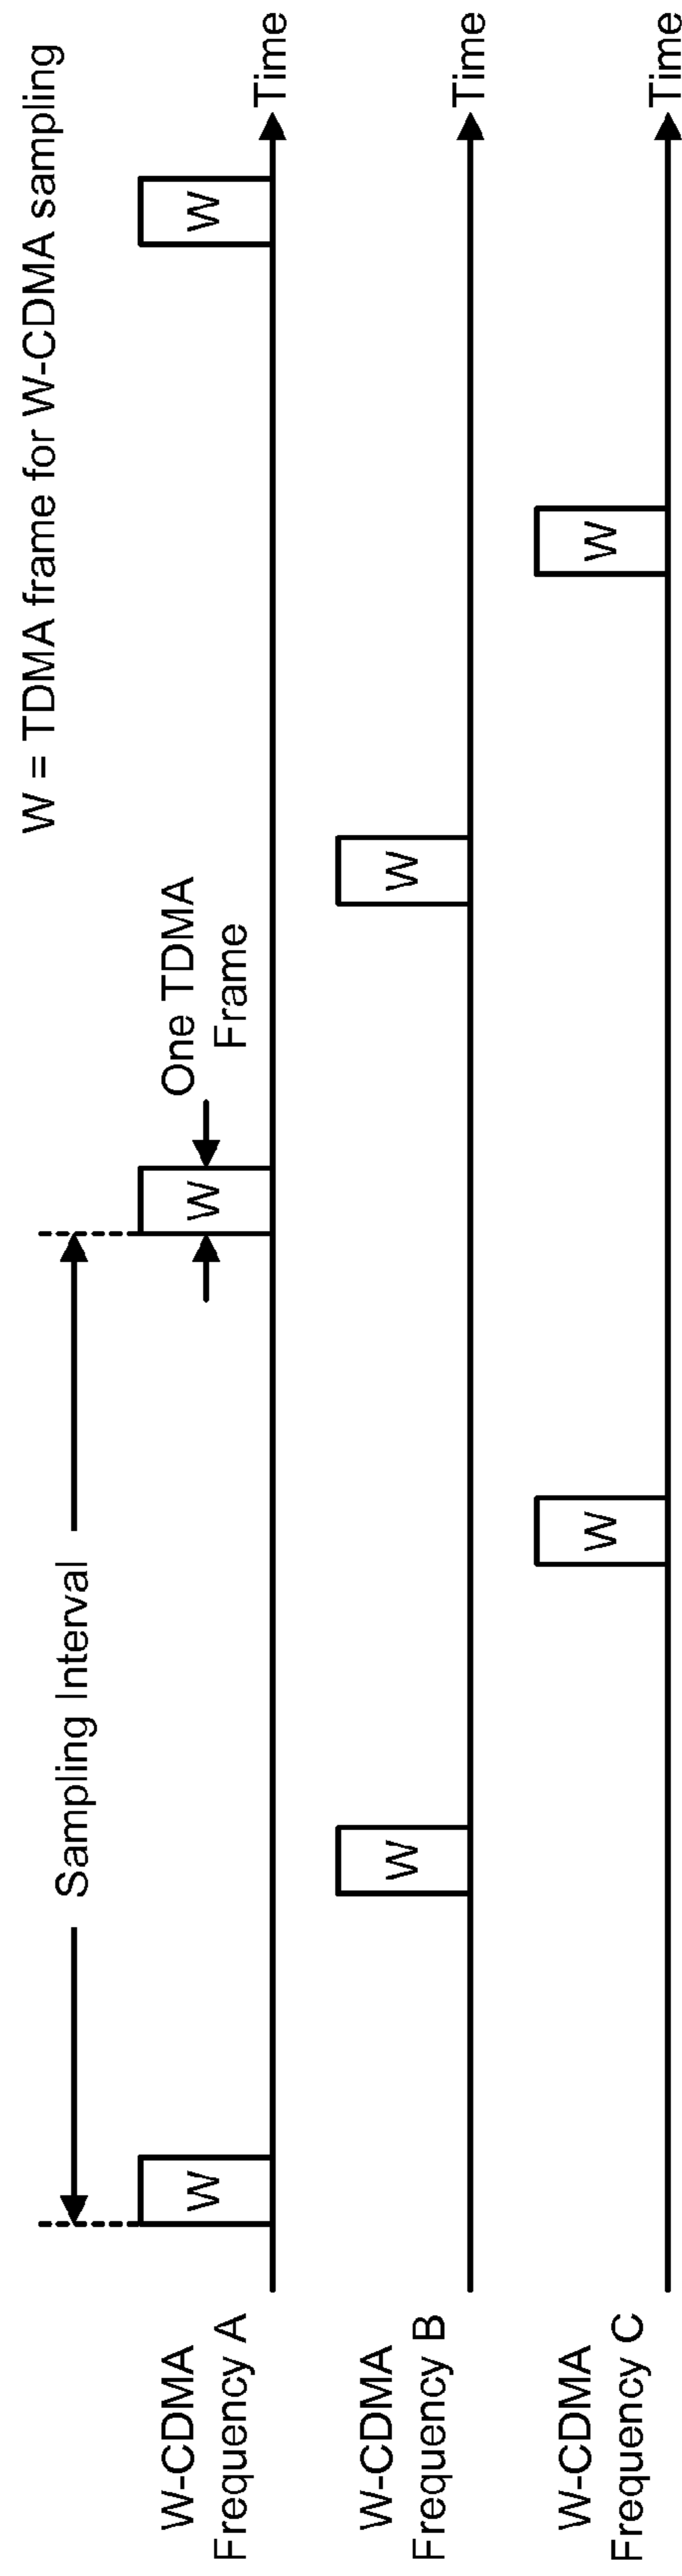 W = TDMA frame for W-CDMA sampling
Sampling Interval
One TDMA
Frame
W-CDMA
Frequency A
W
W
W
Time
W-CDMA
Frequency B
W
W
Time
W-CDMA
Frequency C
W
W
Time